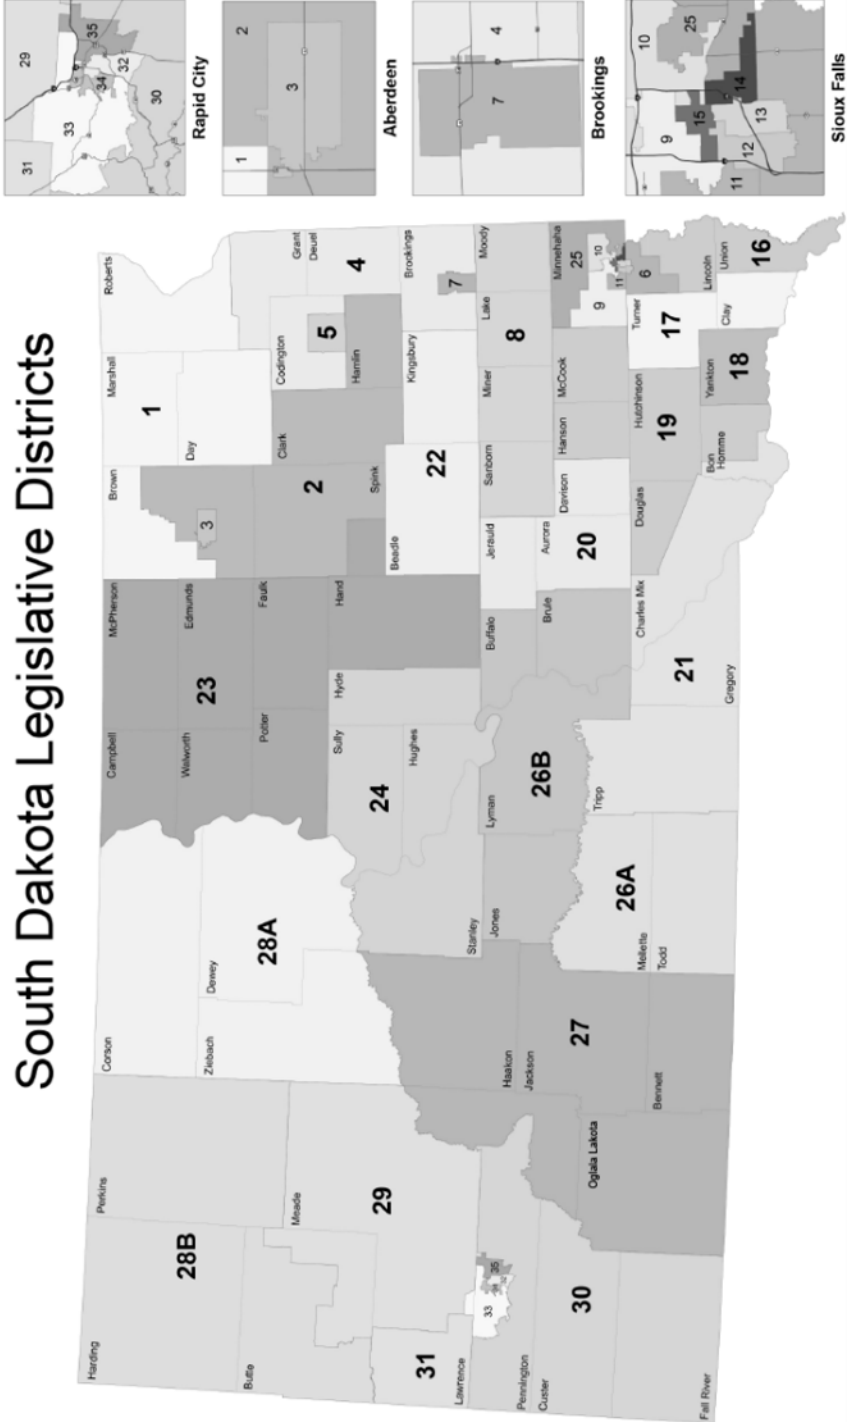 South Dakota Legislative Districts
Harding
Perkins
Corson
Campbell
McPherson
Brown
Marshall
Roberts
28B
Butte
Ziebach
Dewey
28A
Walworth
23
Edmunds
3
1
Day
Meade
29
Potter
Faulk
2
Clark
Codington
5
Grant
Deuel
4
31
Lawrence
Sully
24
Hughes
Hyde
Hand
Spink
Hamlin
Beadle
22
Kingsbury
Brookings
7
33
35
34
32
Pennington
Custer
30
Haakon
Jackson
27
Stanley
Jones
Lyman
26B
Buffalo
Jerauld
Sanborn
Miner
Lake
8
Moody
Brule
Aurora
20
Davison
Hanson
McCook
Minnehaha
25
9
10
11
6
Oglala Lakota
Bennett
Mellette
26A
Todd
Tripp
21
Gregory
Charles Mix
Douglas
19
Hutchinson
Turner
17
Lincoln
Bon
Homme
Yankton
18
Clay
Union
16
Fall River
31
29
33
35
34
32
30
Rapid City
1
2
3
Aberdeen
4
7
Brookings
10
25
9
15
14
11
12
13
Sioux Falls